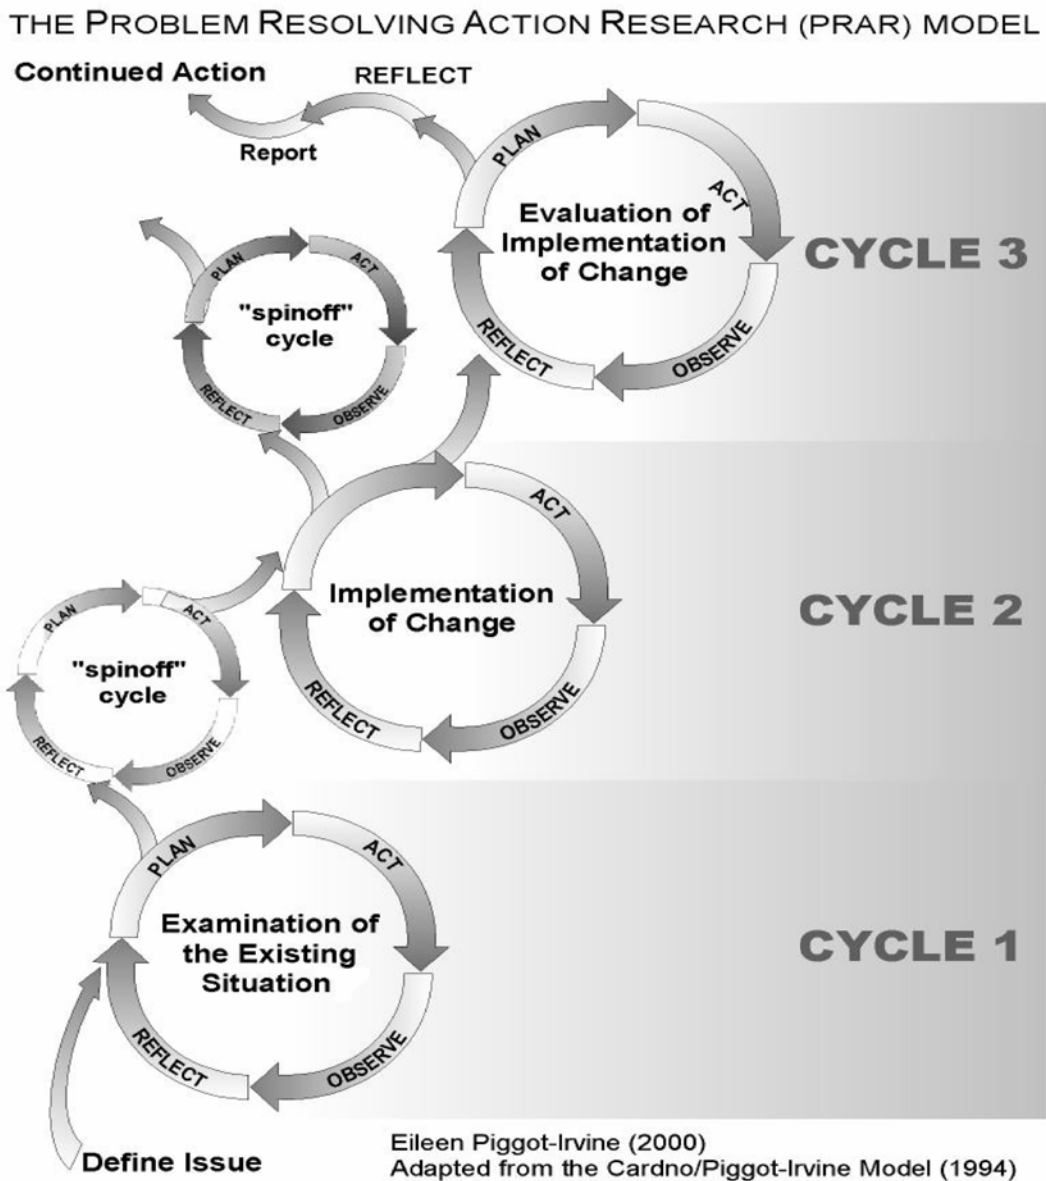 THE PROBLEM RESOLVING ACTION RESEARCH (PRAR) MODEL
Continued Action
REFLECT
Report
PLAN
ACT
Evaluation of
Implementation
of Change
CYCLE 3
REFLECT
OBSERVE
PLAN
ACT
"spinoff"
cycle
REFLECT
OBSERVE
ACT
Implementation
of Change
CYCLE 2
REFLECT
OBSERVE
PLAN
ACT
"spinoff"
cycle
REFLECT
OBSERVE
PLAN
ACT
Examination of
the Existing
Situation
CYCLE 1
REFLECT
OBSERVE
Define Issue
Eileen Piggot-Irvine (2000)
Adapted from the Cardno/Piggot-Irvine Model (1994)